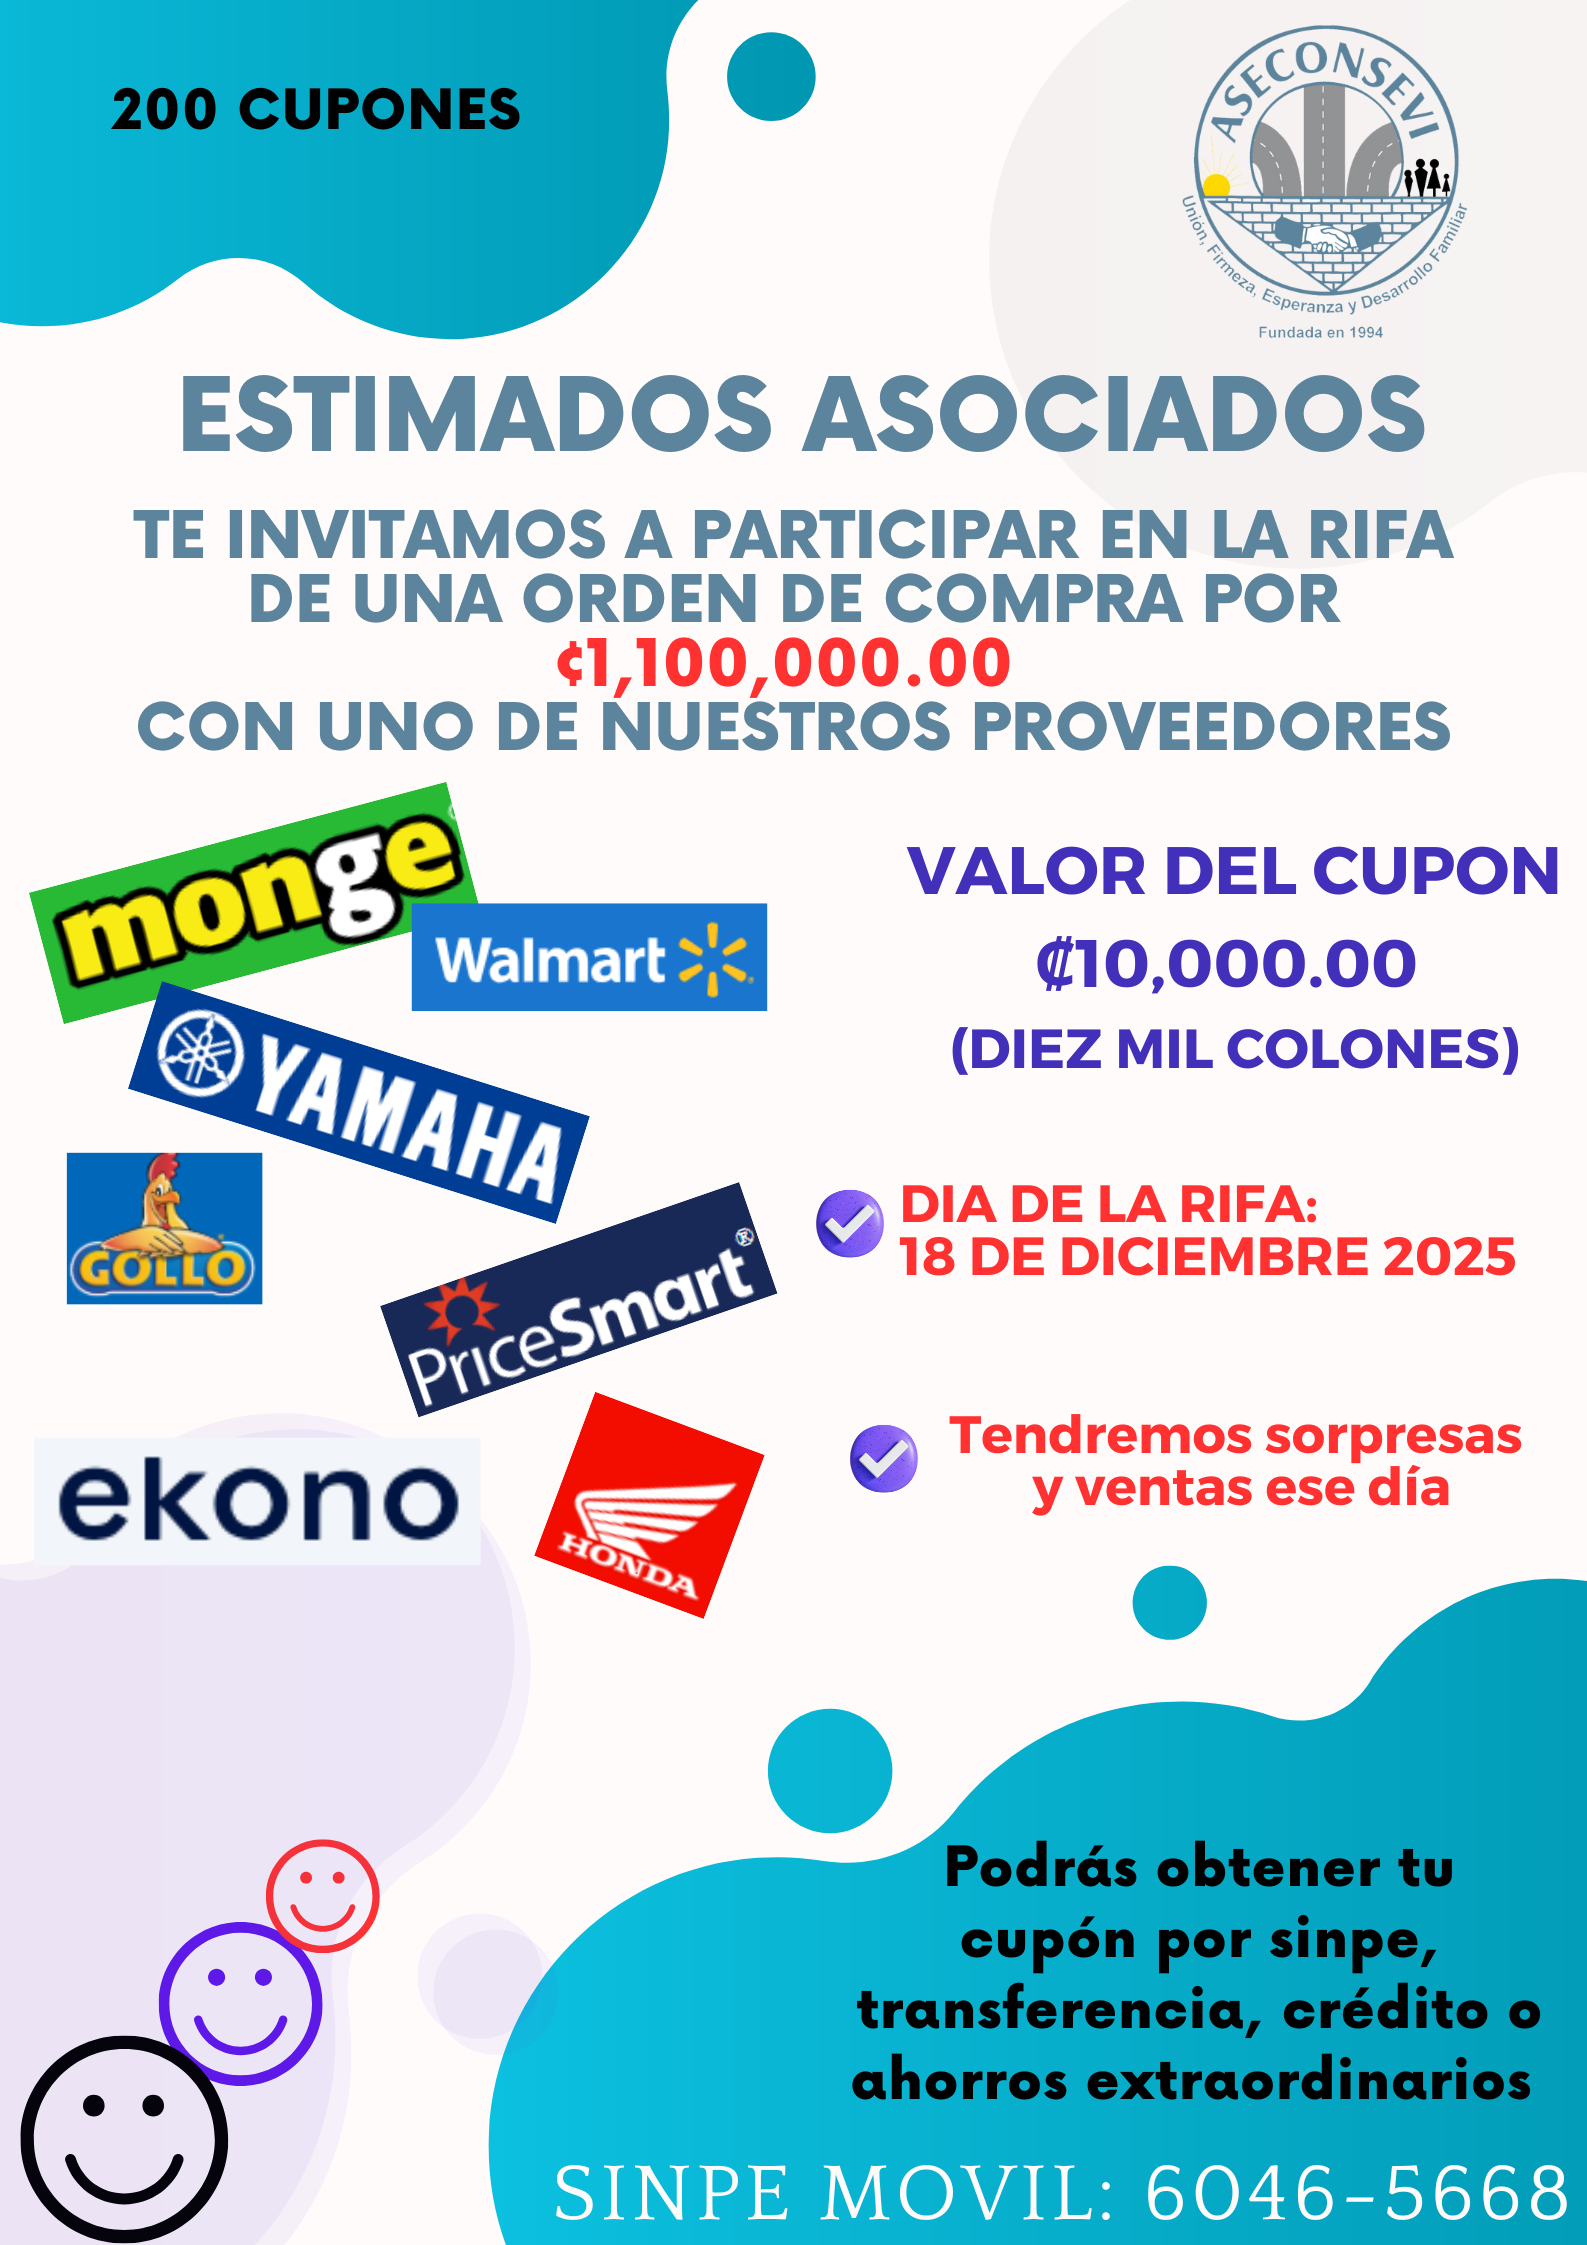 200 CUPONES
ASECONSEVI
Unión, Firmeza, Esperanza y Desarrollo Familiar
Fundada en 1994
ESTIMADOS ASOCIADOS
TE INVITAMOS A PARTICIPAR EN LA RIFA
DE UNA ORDEN DE COMPRA POR
¢1,100,000.00
CON UNO DE NUESTROS PROVEEDORES
monge
Walmart
YAMAHA
GOLLO
PriceSmart®
ekono
HONDA
VALOR DEL CUPON
₡10,000.00
(DIEZ MIL COLONES)
DIA DE LA RIFA:
18 DE DICIEMBRE 2025
Tendremos sorpresas
y ventas ese día
Podrás obtener tu
cupón por sinpe,
transferencia, crédito o
ahorros extraordinarios
SINPE MOVIL: 6046-5668